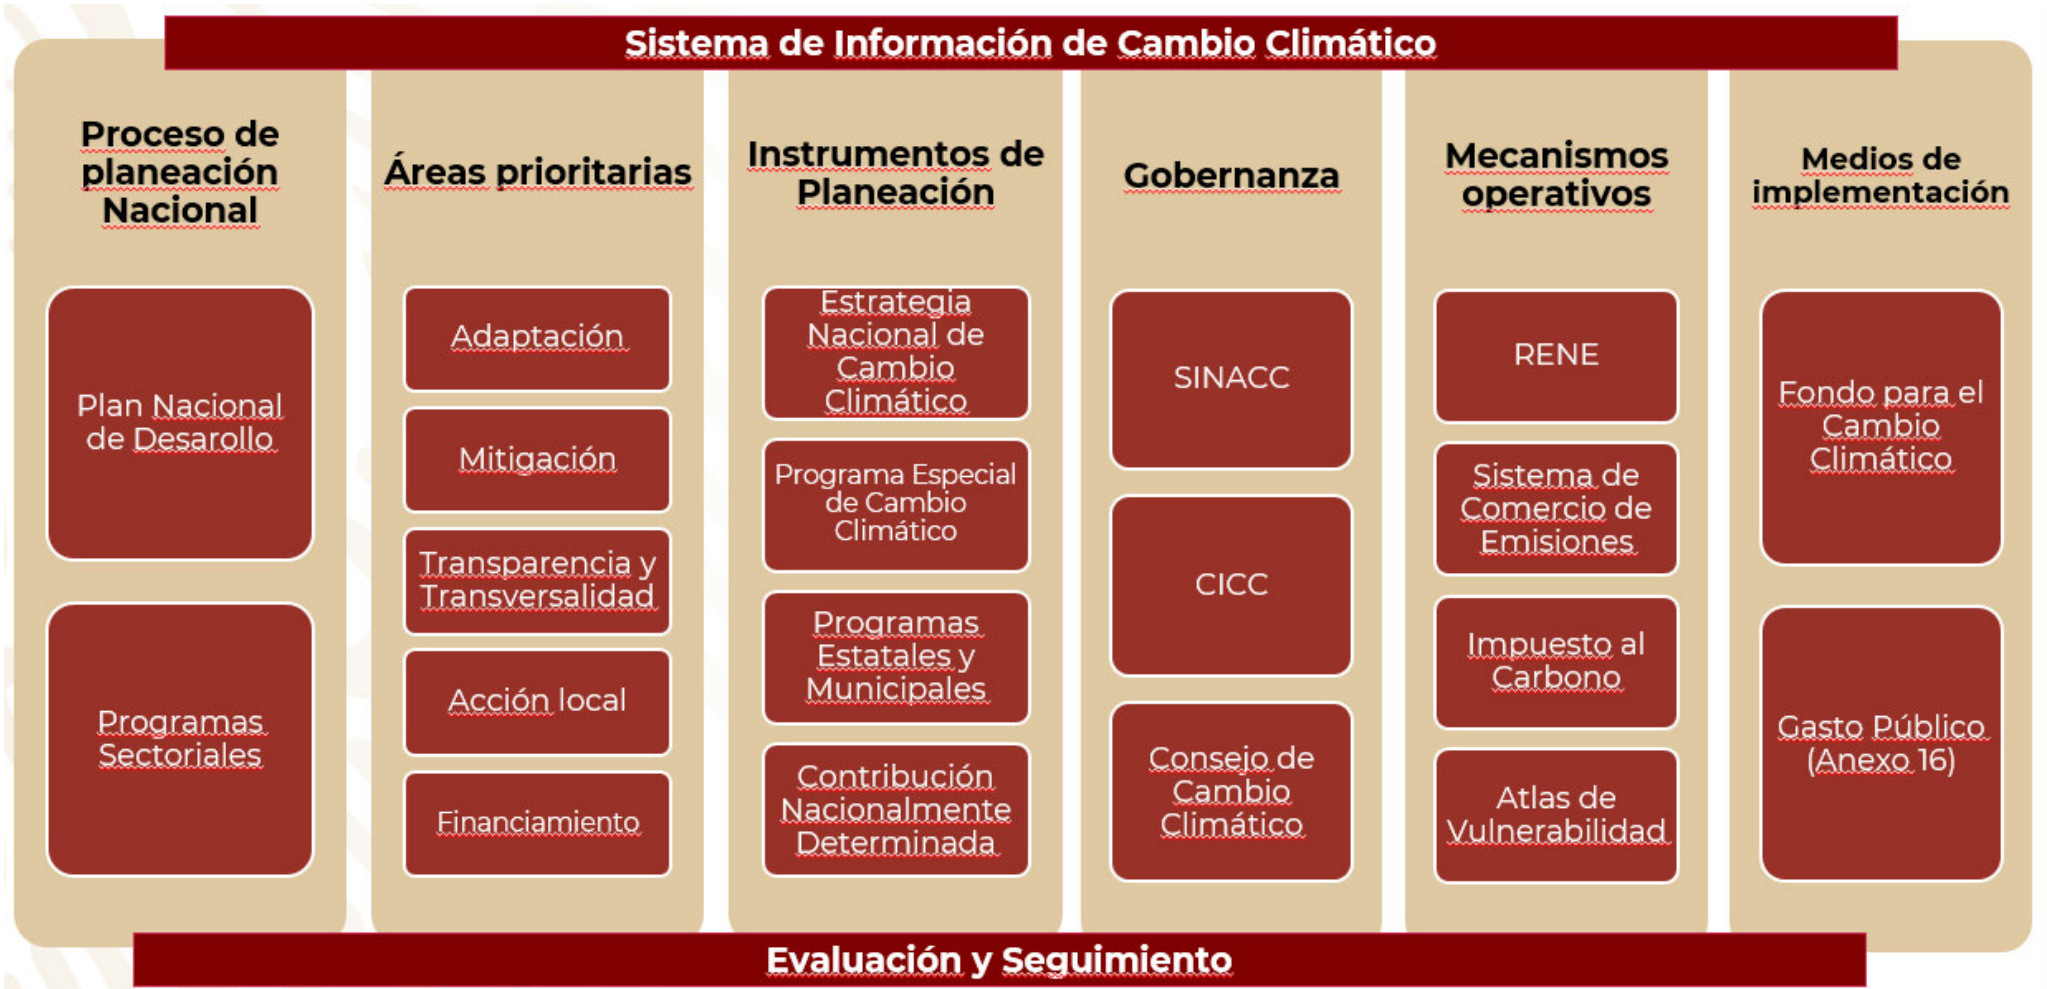 Sistema de Información de Cambio Climático
Proceso de
planeación
Nacional
Plan Nacional
de Desarollo
Programas
Sectoriales
Áreas prioritarias
Adaptación
Mitigación
Transparencia y
Transversalidad
Acción local
Financiamiento
Instrumentos de
Planeación
Estrategia
Nacional de
Cambio
Climático
Programa Especial
de Cambio
Climático
Programas
Estatales y
Municipales
Contribución
Nacionalmente
Determinada
Gobernanza
SINACC
CICC
Consejo de
Cambio
Climático
Mecanismos
operativos
RENE
Sistema de
Comercio de
Emisiones
Impuesto al
Carbono
Atlas de
Vulnerabilidad
Medios de
implementación
Fondo para el
Cambio
Climático
Gasto Público
(Anexo 16)
Evaluación y Seguimiento